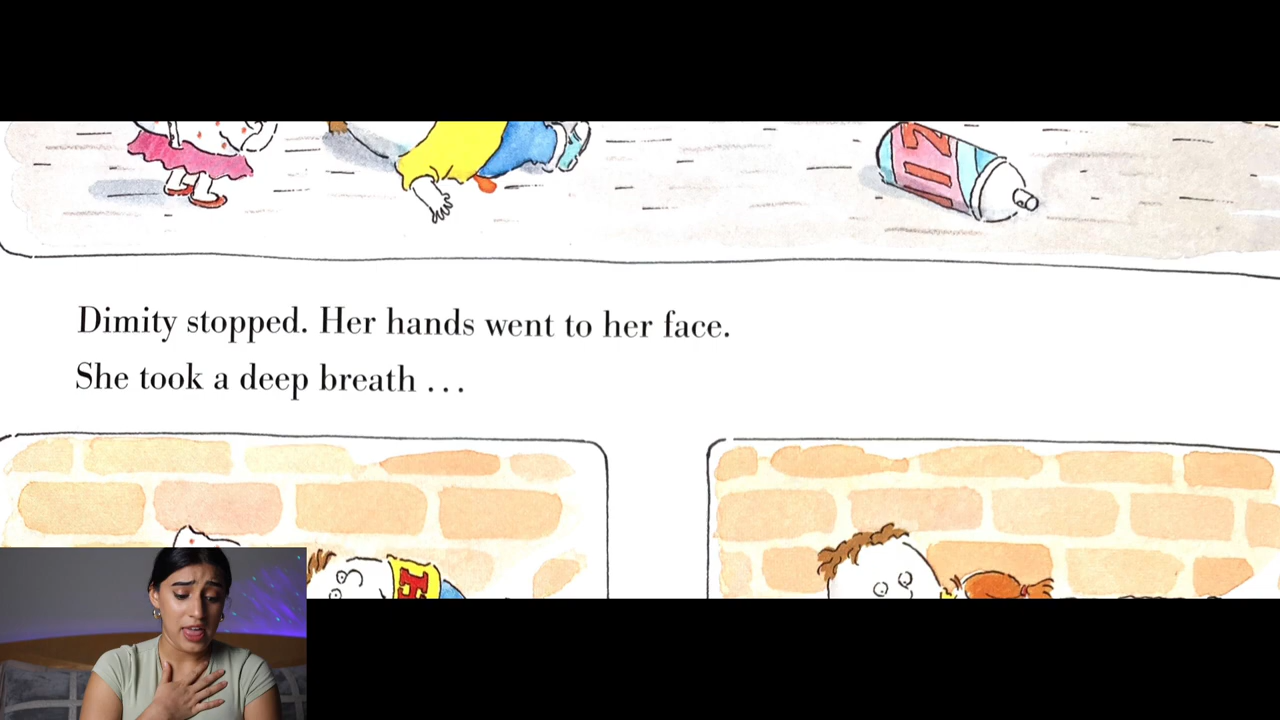 Dimity stopped. Her hands went to her face.
She took a deep breath ...